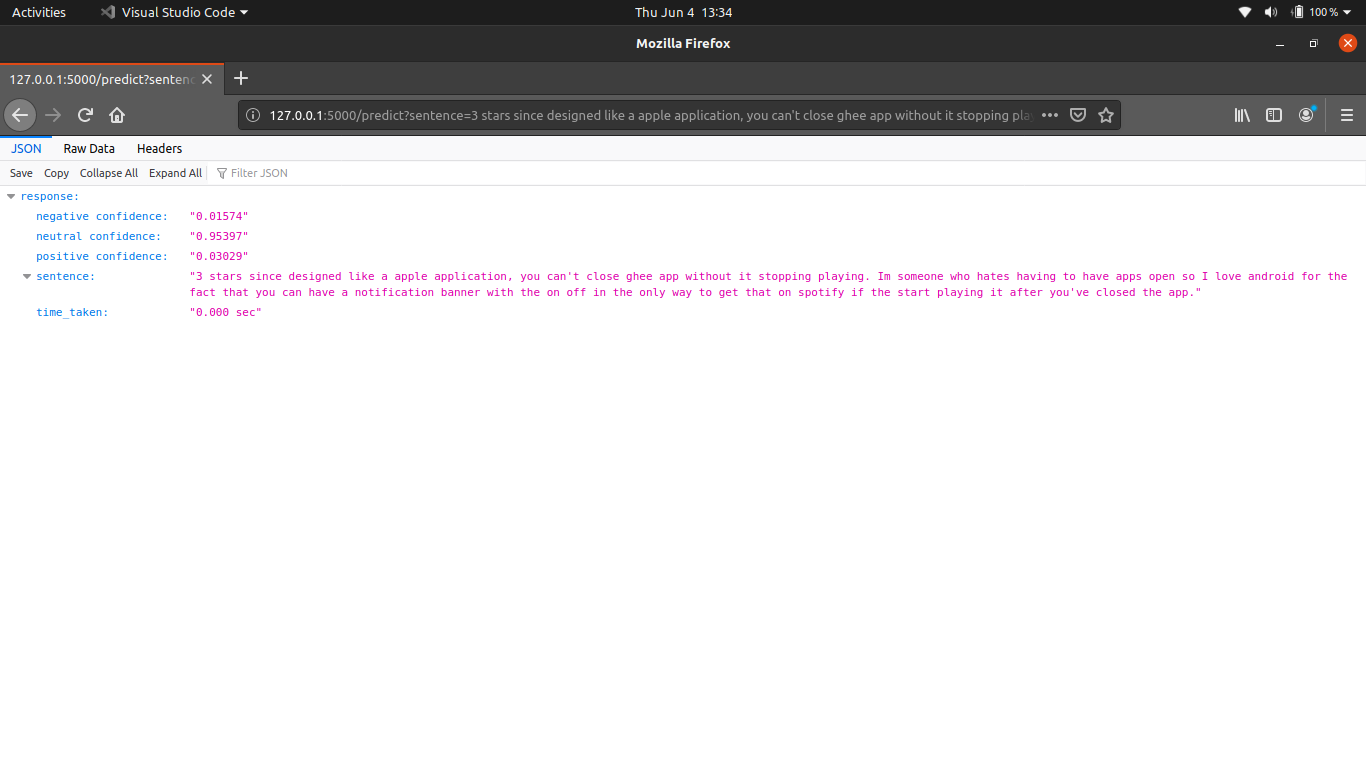 Activities Visual Studio Code Thu Jun 4 13:34 100 %
Mozilla Firefox
127.0.0.1:5000/predict?sentenc
127.0.0.1:5000/predict?sentence=3 stars since designed like a apple application, you can't close ghee app without it stopping pla
JSON Raw Data Headers
Save Copy Collapse All Expand All Filter JSON
response:
negative confidence: "0.01574"
neutral confidence: "0.95397"
positive confidence: "0.03029"
sentence: "3 stars since designed like a apple application, you can't close ghee app without it stopping playing. Im someone who hates having to have apps open so I love android for the
fact that you can have a notification banner with the on off in the only way to get that on spotify if the start playing it after you've closed the app."
time_taken: "0.000 sec"